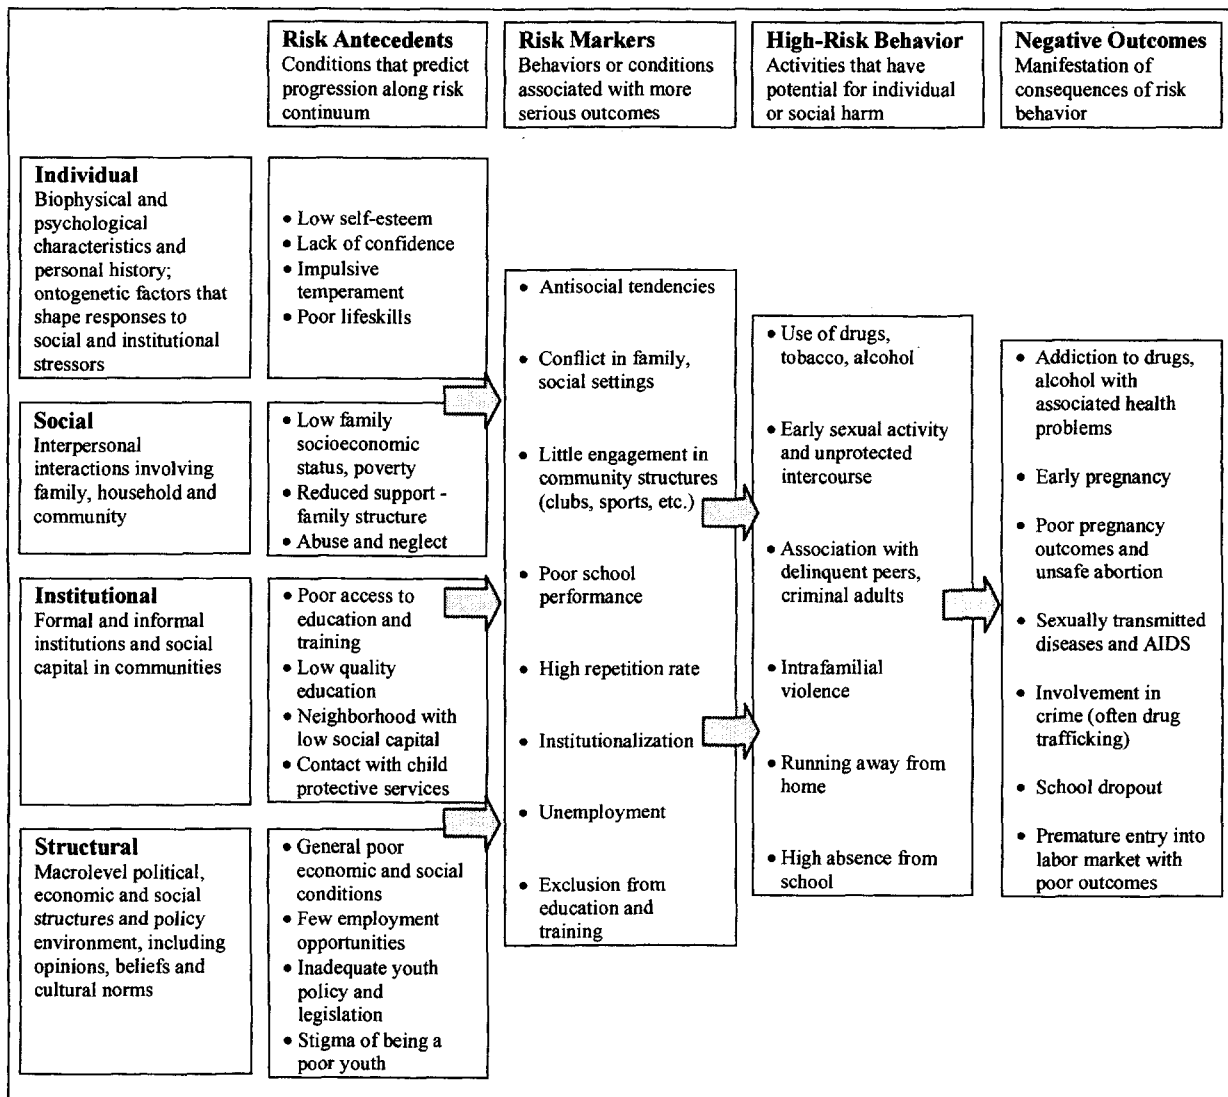 Risk Antecedents
Conditions that predict
progression along risk
continuum
Risk Markers
Behaviors or conditions
associated with more
serious outcomes
High-Risk Behavior
Activities that have
potential for individual
or social harm
Negative Outcomes
Manifestation of
consequences of risk
behavior
Individual
Biophysical and
psychological
characteristics and
personal history;
ontogenetic factors that
shape responses to
social and institutional
stressors
• Low self-esteem
• Lack of confidence
• Impulsive
temperament
• Poor lifeskills
Social
Interpersonal
interactions involving
family, household and
community
• Low family
socioeconomic
status, poverty
• Reduced support -
family structure
• Abuse and neglect
Institutional
Formal and informal
institutions and social
capital in communities
• Poor access to
education and
training
• Low quality
education
• Neighborhood with
low social capital
• Contact with child
protective services
Structural
Macrolevel political,
economic and social
structures and policy
environment, including
opinions, beliefs and
cultural norms
• General poor
economic and social
conditions
• Few employment
opportunities
• Inadequate youth
policy and
legislation
• Stigma of being a
poor youth
• Antisocial tendencies
• Conflict in family,
social settings
• Little engagement in
community structures
(clubs, sports, etc.)
• Poor school
performance
• High repetition rate
• Institutionalization
• Unemployment
• Exclusion from
education and
training
• Use of drugs,
tobacco, alcohol
• Early sexual activity
and unprotected
intercourse
• Association with
delinquent peers,
criminal adults
• Intrafamilial
violence
• Running away from
home
• High absence from
school
• Addiction to drugs,
alcohol with
associated health
problems
• Early pregnancy
• Poor pregnancy
outcomes and
unsafe abortion
• Sexually transmitted
diseases and AIDS
• Involvement in
crime (often drug
trafficking)
• School dropout
• Premature entry into
labor market with
poor outcomes